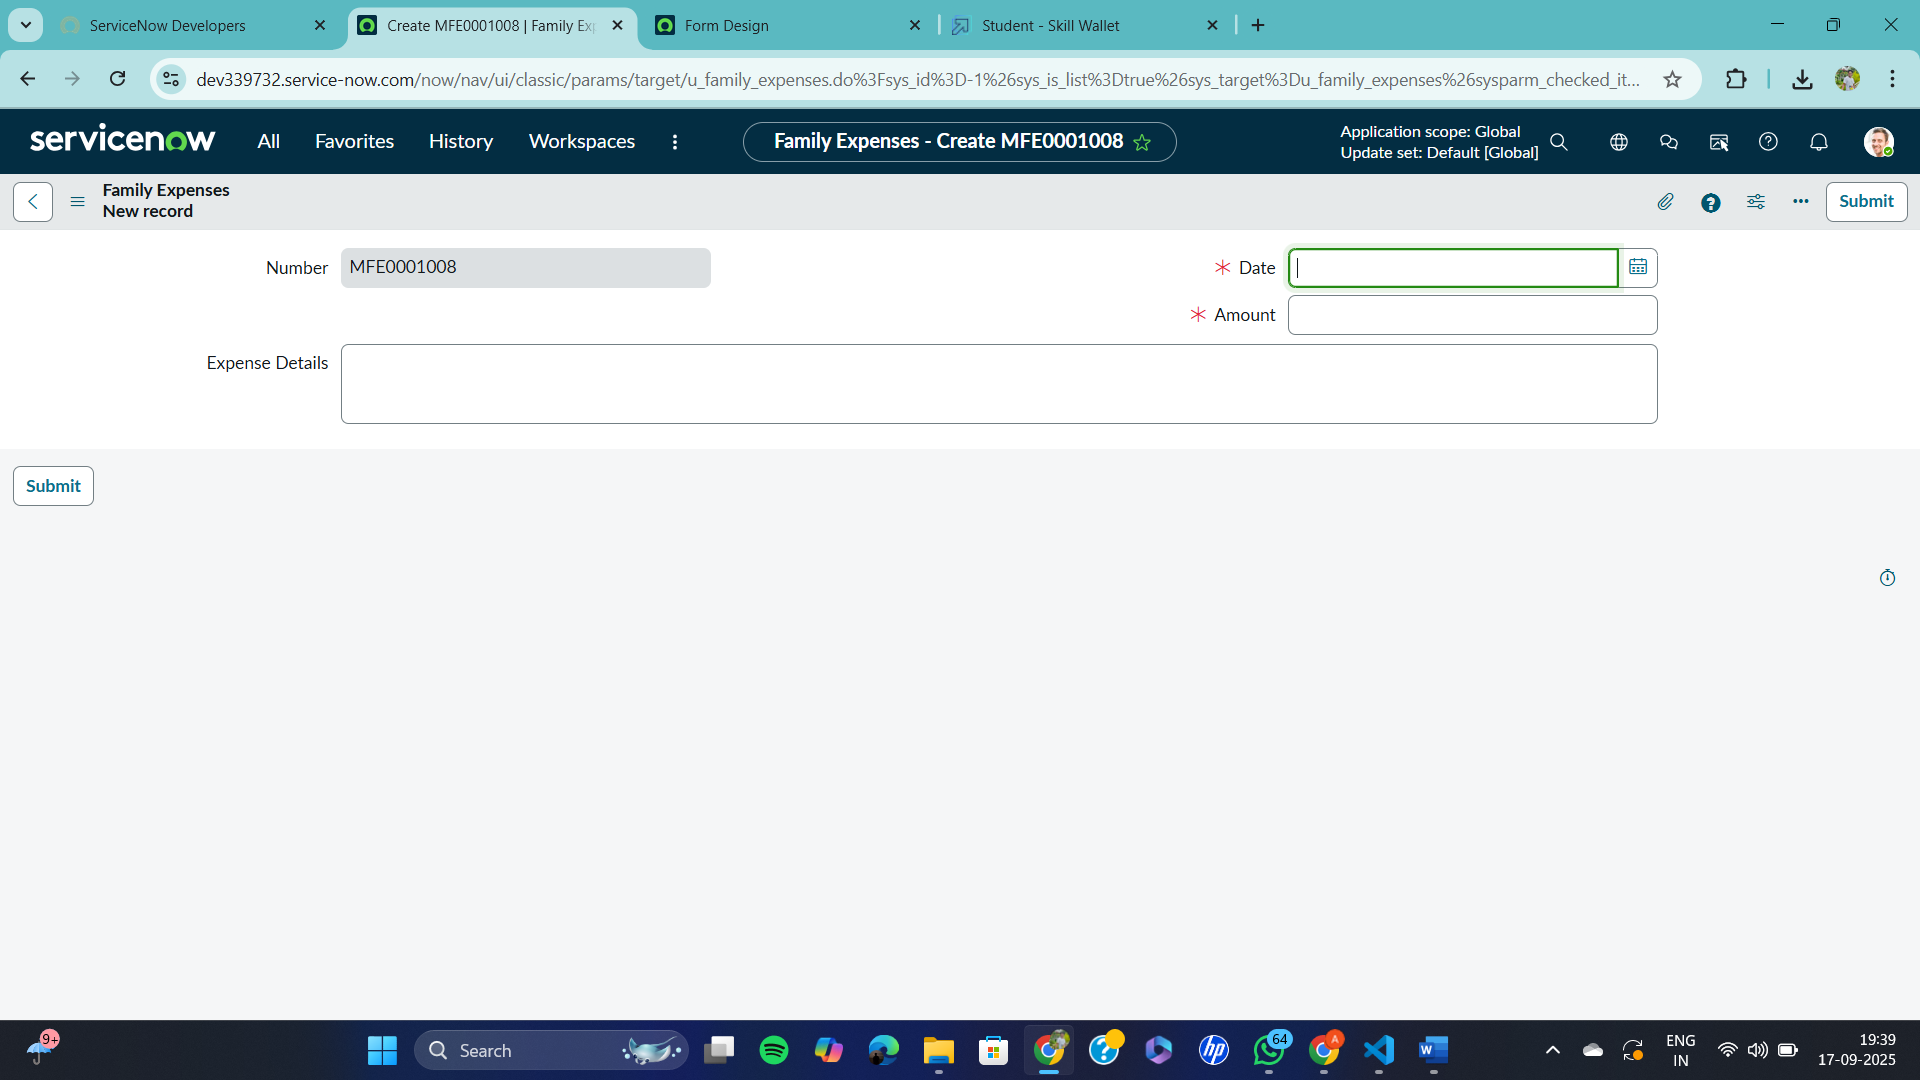 ServiceNow Developers
Create MFE0001008 | Family Exp
Form Design
Student - Skill Wallet
dev339732.service-now.com/now/nav/ui/classic/params/target/u_family_expenses.do%3Fsys_id%3D-1%26sys_is_list%3Dtrue%26sys_target%3Du_family_expenses%26sysparm_checked_it...
servicenow
All
Favorites
History
Workspaces
Family Expenses - Create MFE0001008
Application scope: Global
Update set: Default [Global]
Family Expenses
New record
Submit
Number
MFE0001008
* Date
* Amount
Expense Details
Submit
9+
Search
hp
64
A
W
ENG
IN
19:39
17-09-2025